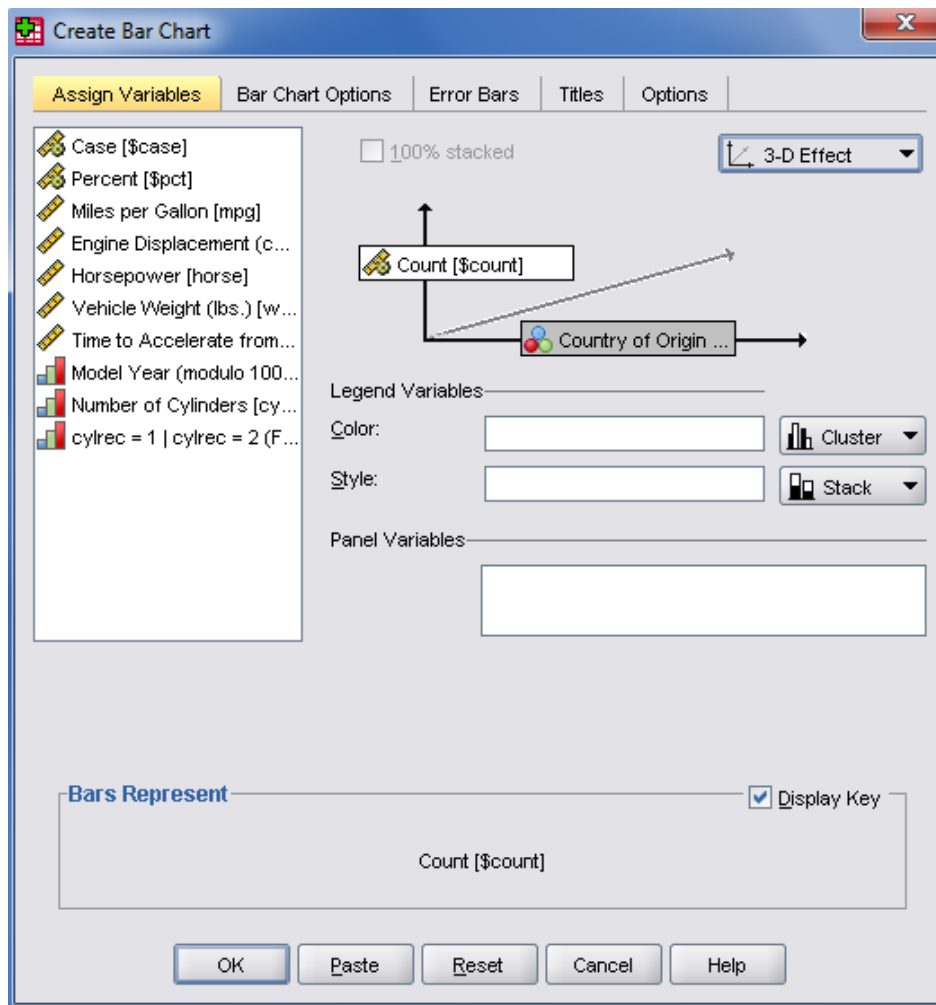 Create Bar Chart
Assign Variables
Bar Chart Options
Error Bars
Titles
Options
Case [$case]
Percent [$pct]
Miles per Gallon [mpg]
Engine Displacement (c...
Horsepower [horse]
Vehicle Weight (lbs.) [w...
Time to Accelerate from...
Model Year (modulo 100...
Number of Cylinders [cy...
cylrec = 1 | cylrec = 2 (F...
100% stacked
3-D Effect
Count [$count]
Country of Origin ...
Legend Variables
Color:
Cluster
Style:
Stack
Panel Variables
Bars Represent
Display Key
Count [$count]
OK
Paste
Reset
Cancel
Help